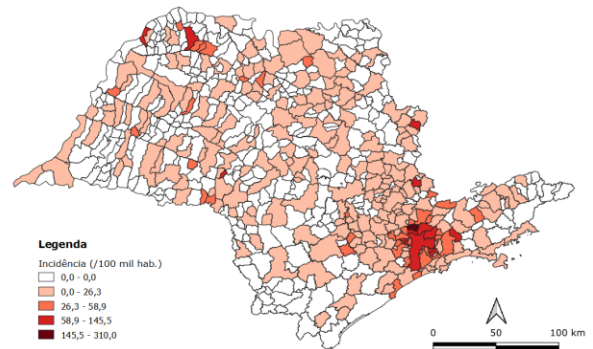 Legenda
Incidência (/100 mil hab.)
0,0 - 0,0
0,0 - 26,3
26,3 - 58,9
58,9 - 145,5
145,5 - 310,0
0 50 100 km